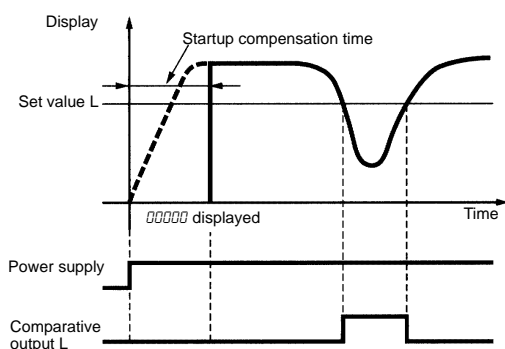 Display
Startup compensation time
Set value L
00000 displayed
Time
Power supply
Comparative
output L